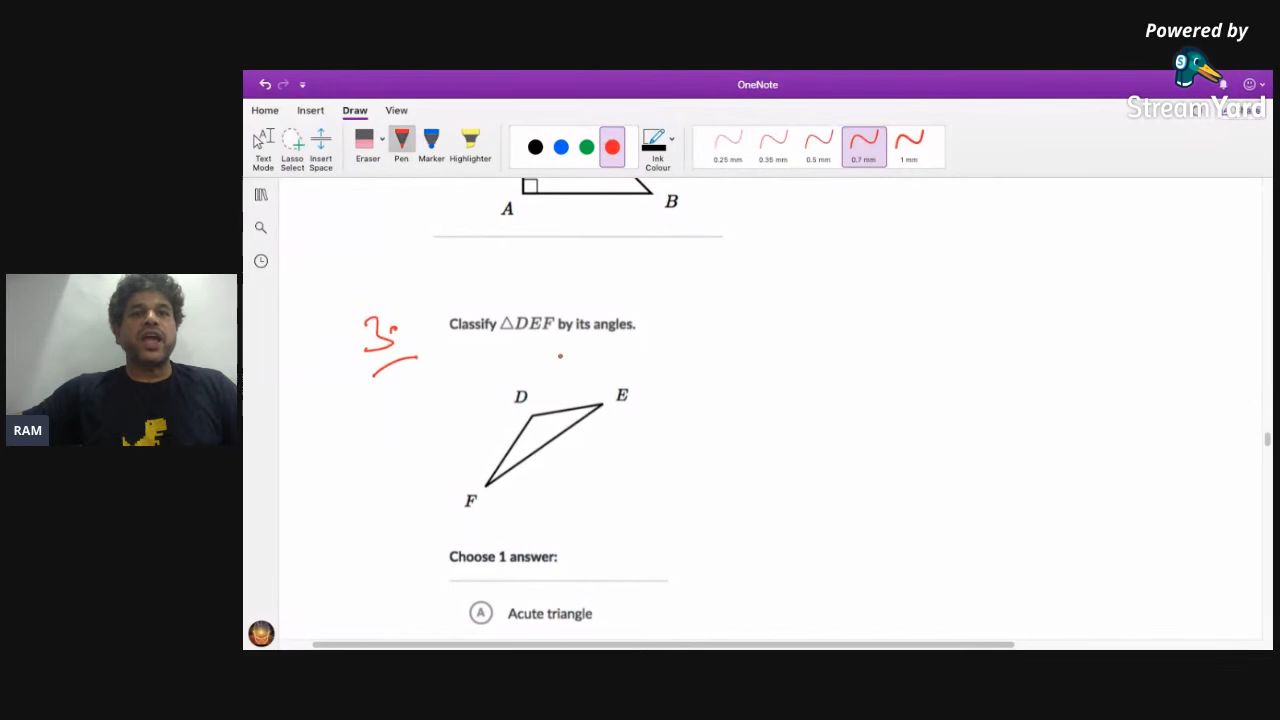 Powered by
StreamYard
OneNote
Home Insert Draw View
Text Mode
Lasso Select
Insert Space
Eraser
Pen
Marker
Highlighter
Ink Colour
0.25 mm
0.35 mm
0.5 mm
0.7 mm
1 mm
A
B
3.
Classify △DEF by its angles.
D
E
F
RAM
Choose 1 answer:
A Acute triangle